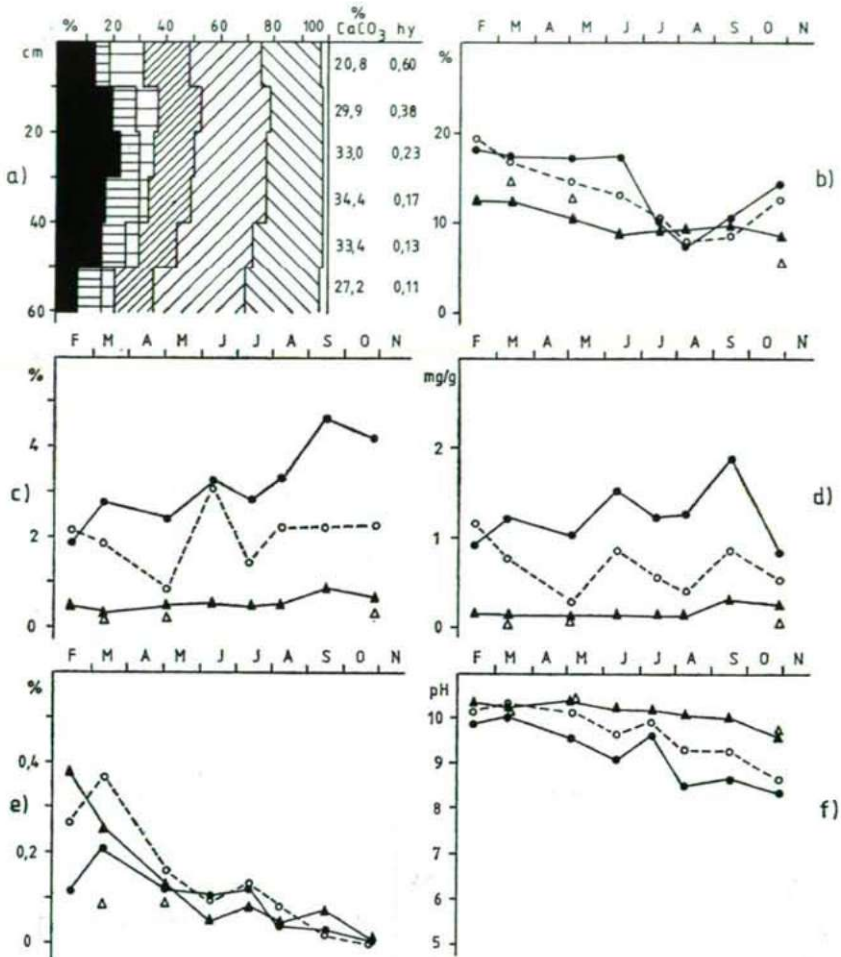 %
% 20 40 60 80 100 CaCO3 hy
cm
20,8 0,60
20
29,9 0,38
33,0 0,23
a)
34,4 0,17
40
33,4 0,13
27,2 0,11
60
F M A M J J A S O N
%
20
b)
10
0
F M A M J J A S O N
%
4
c)
2
0
F M A M J J A S O N
mg/g
2
d)
1
0
F M A M J J A S O N
%
0,4
e)
0,2
0
F M A M J J A S O N
pH
10
9
8
f)
7
6
5